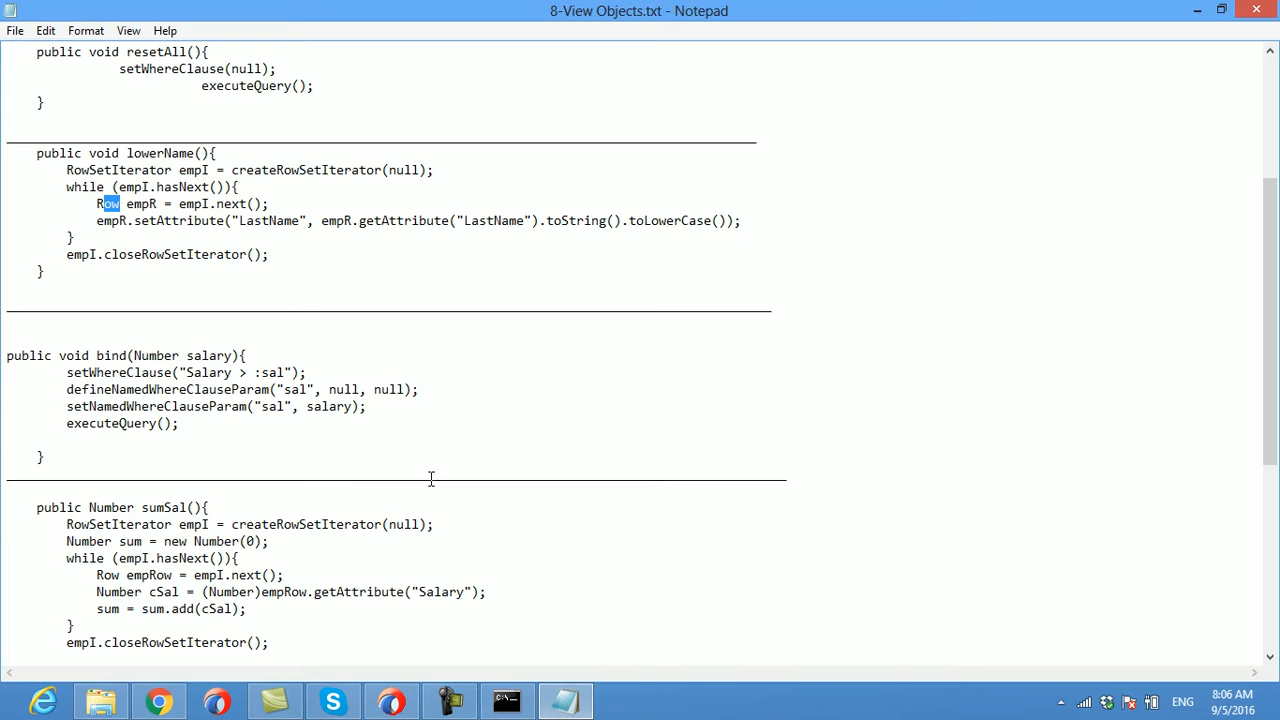 8-View Objects.txt - Notepad
File Edit Format View Help
public void resetAll(){
setWhereClause(null);
executeQuery();
}
public void lowerName(){
RowSetIterator empI = createRowSetIterator(null);
while (empI.hasNext()){
Row empR = empI.next();
empR.setAttribute("LastName", empR.getAttribute("LastName").toString().toLowerCase());
}
empI.closeRowSetIterator();
}
public void bind(Number salary){
setWhereClause("Salary > :sal");
defineNamedWhereClauseParam("sal", null, null);
setNamedWhereClauseParam("sal", salary);
executeQuery();
}
public Number sumSal(){
RowSetIterator empI = createRowSetIterator(null);
Number sum = new Number(0);
while (empI.hasNext()){
Row empRow = empI.next();
Number cSal = (Number)empRow.getAttribute("Salary");
sum = sum.add(cSal);
}
empI.closeRowSetIterator();
ENG
8:06 AM
9/5/2016